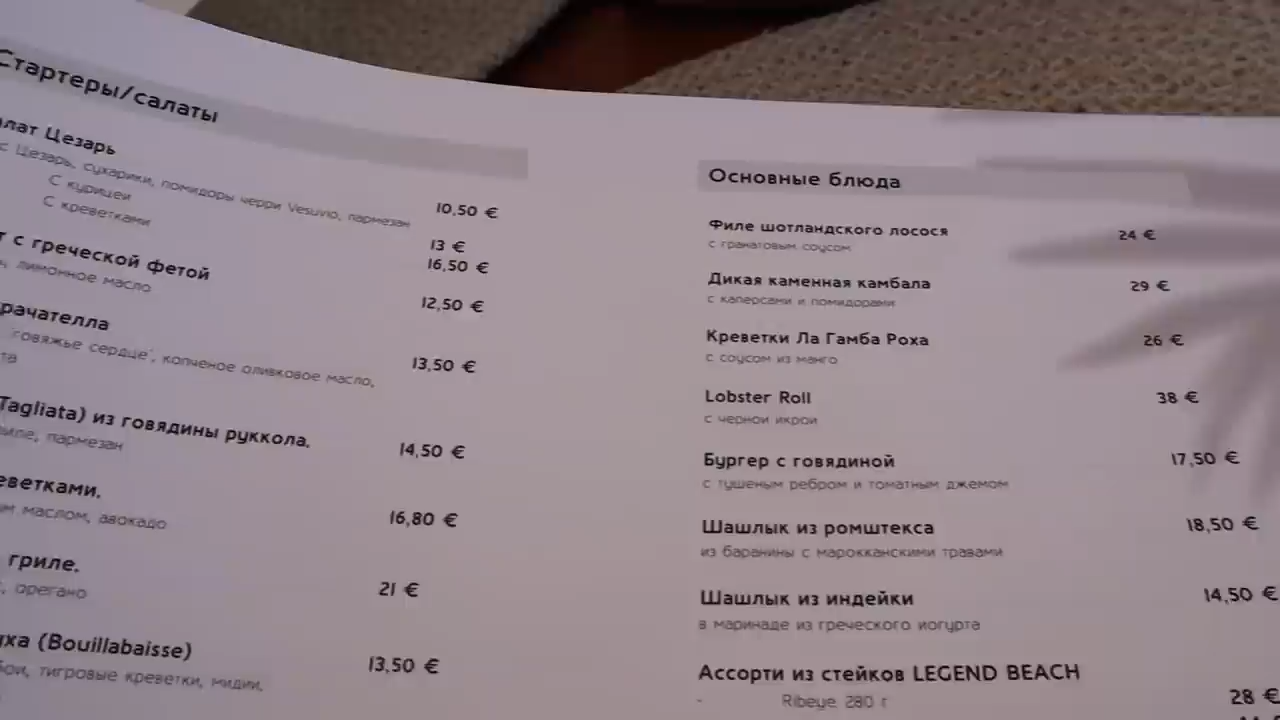 Стартеры/салаты
Цезарь
с Цезарь, сухарики, помидоры черри Vesuvio, пармезан 10,50 €
С курицей 13 €
С креветками 16,50 €
с греческой фетой 12,50 €
лимонное масло
говяжье сердце', копченое оливковое масло, 13,50 €
Tagliata) из говядины руккола. 14,50 €
пармезан
маслом, авокадо 16,80 €
гриле. 21 €
орегано
(Bouillabaisse) 13,50 €
тигровые креветки, мидии,
Основные блюда
Филе шотландского лосося 24 €
с гранатовым соусом
Дикая каменная камбала 29 €
с каперсами и помидорами
Креветки Ла Гамба Роха 26 €
с соусом из манго
Lobster Roll 38 €
с черной икрой
Бургер с говядиной 17,50 €
с тушеным ребром и томатным джемом
Шашлык из ромштекса 18,50 €
из баранины с марокканскими травами
Шашлык из индейки 14,50 €
в маринаде из греческого йогурта
Ассорти из стейков LEGEND BEACH
- Ribeye 280 г 28 €